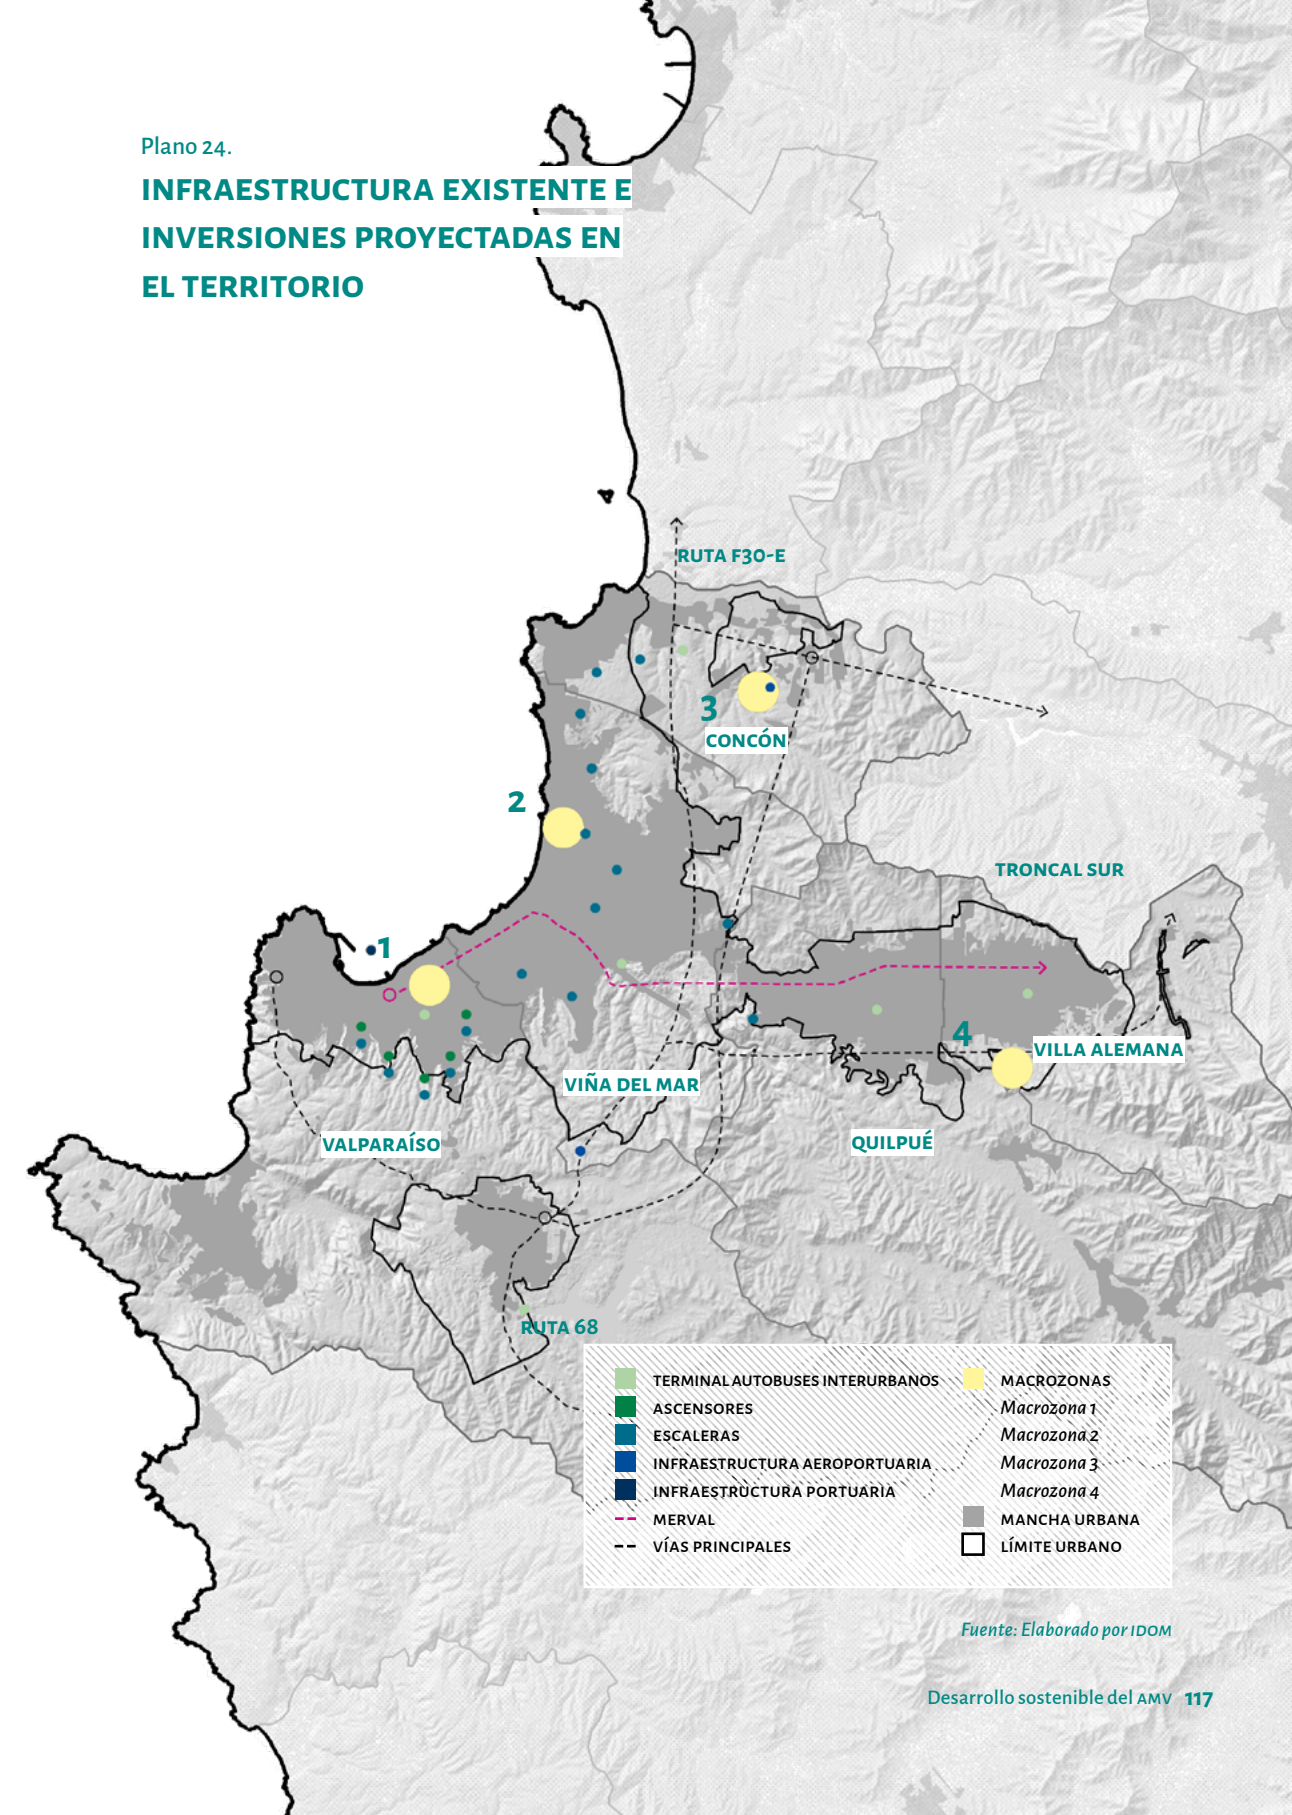 Plano 24.
INFRAESTRUCTURA EXISTENTE E
INVERSIONES PROYECTADAS EN
EL TERRITORIO
RUTA F30-E
3
CONCÓN
2
TRONCAL SUR
1
4
VILLA ALEMANA
VIÑA DEL MAR
VALPARAÍSO
QUILPUÉ
RUTA 68
TERMINAL AUTOBUSES INTERURBANOS
ASCENSORES
ESCALERAS
INFRAESTRUCTURA AEROPORTUARIA
INFRAESTRUCTURA PORTUARIA
MERVAL
VÍAS PRINCIPALES
MACROZONAS
Macrozona 1
Macrozona 2
Macrozona 3
Macrozona 4
MANCHA URBANA
LÍMITE URBANO
Fuente: Elaborado por IDOM
Desarrollo sostenible del AMV 117